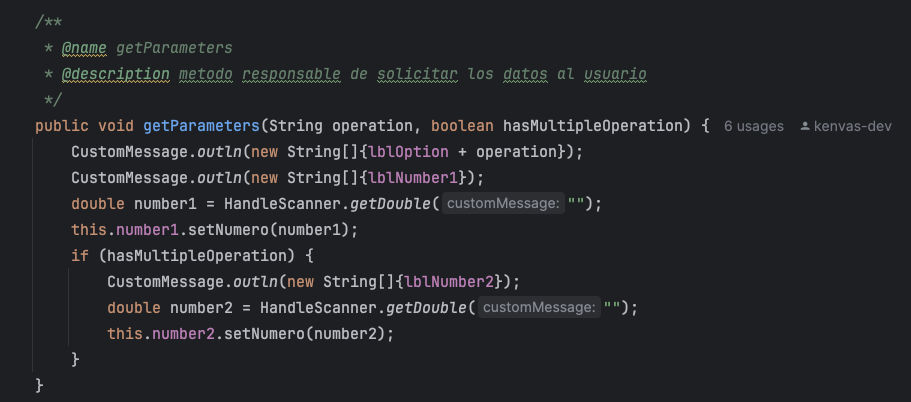 /**
 * @name getParameters
 * @description metodo responsable de solicitar los datos al usuario
 */
public void getParameters(String operation, boolean hasMultipleOperation) { 6 usages kenvas-dev
    CustomMessage.outln(new String[]{lblOption + operation});
    CustomMessage.outln(new String[]{lblNumber1});
    double number1 = HandleScanner.getDouble( customMessage: "");
    this.number1.setNumero(number1);
    if (hasMultipleOperation) {
        CustomMessage.outln(new String[]{lblNumber2});
        double number2 = HandleScanner.getDouble( customMessage: "");
        this.number2.setNumero(number2);
    }
}